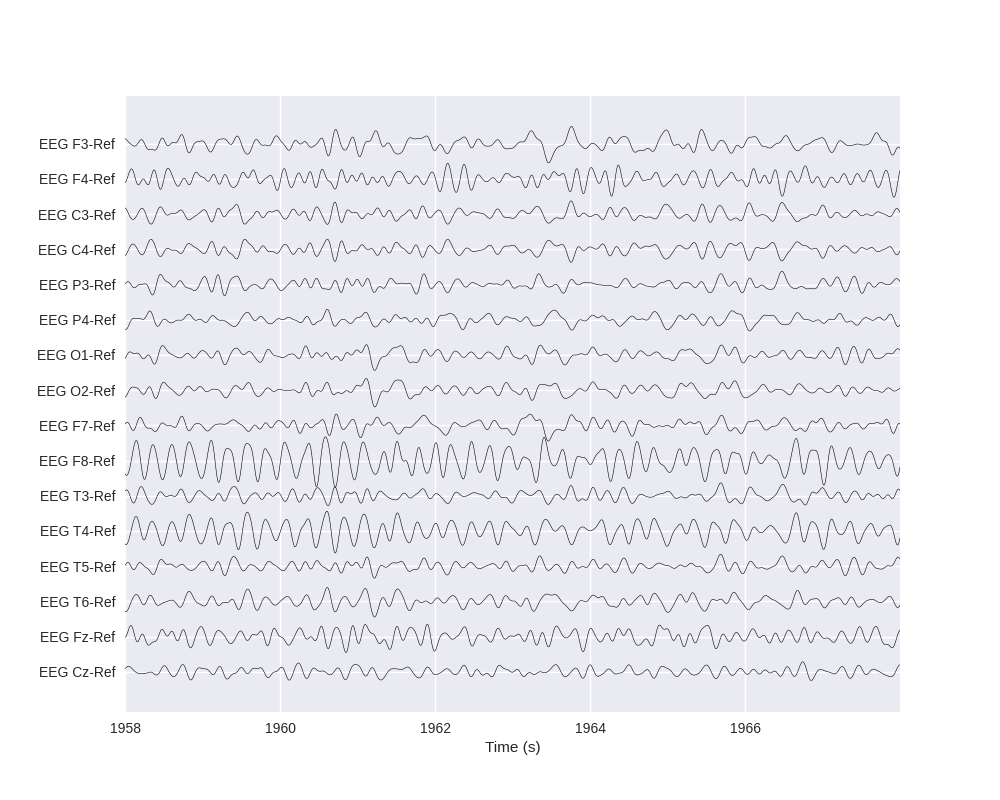 EEG F3-Ref
EEG F4-Ref
EEG C3-Ref
EEG C4-Ref
EEG P3-Ref
EEG P4-Ref
EEG O1-Ref
EEG O2-Ref
EEG F7-Ref
EEG F8-Ref
EEG T3-Ref
EEG T4-Ref
EEG T5-Ref
EEG T6-Ref
EEG Fz-Ref
EEG Cz-Ref
1958 1960 1962 1964 1966
Time (s)